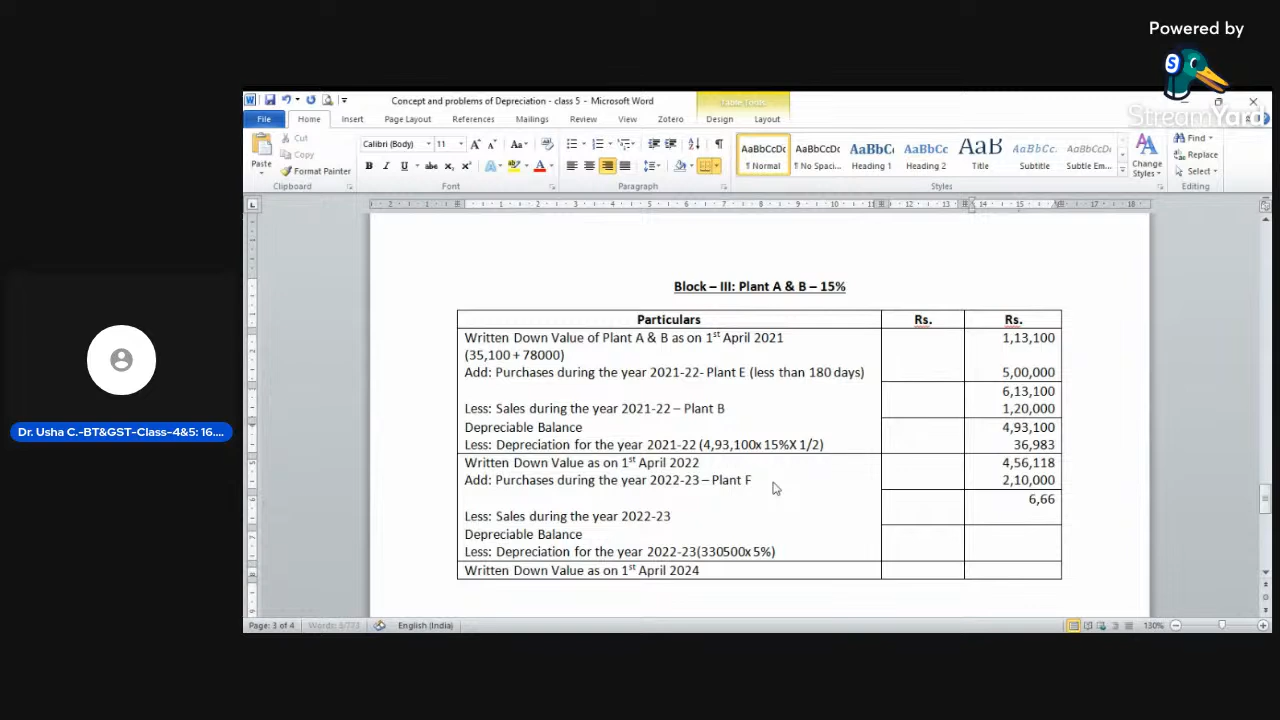 Powered by
S
StreamYard
Concept and problems of Depreciation - class 5 - Microsoft Word
Table Tools
File Home Insert Page Layout References Mailings Review View Zotero Design Layout
Paste
Cut
Copy
Format Painter
Clipboard
Calibri (Body) 11
Font
Paragraph
AaBbCcDc AaBbCcDc AaBbCc AaBbCc AaB AaBbCc. AaBbCcDc
¶ Normal ¶ No Spaci... Heading 1 Heading 2 Title Subtitle Subtle Em...
Change Styles
Styles
Find
Replace
Select
Editing
Block – III: Plant A & B – 15%
Particulars Rs. Rs.
Written Down Value of Plant A & B as on 1st April 2021 1,13,100
(35,100 + 78000)
Add: Purchases during the year 2021-22- Plant E (less than 180 days) 5,00,000
6,13,100
Less: Sales during the year 2021-22 – Plant B 1,20,000
Depreciable Balance 4,93,100
Less: Depreciation for the year 2021-22 (4,93,100x15%X 1/2) 36,983
Written Down Value as on 1st April 2022 4,56,118
Add: Purchases during the year 2022-23 – Plant F 2,10,000
6,66
Less: Sales during the year 2022-23
Depreciable Balance
Less: Depreciation for the year 2022-23(330500x5%)
Written Down Value as on 1st April 2024
Dr. Usha C.-BT&GST-Class-4&5: 16....
Page: 3 of 4 Words: 3/773 English (India) 130%